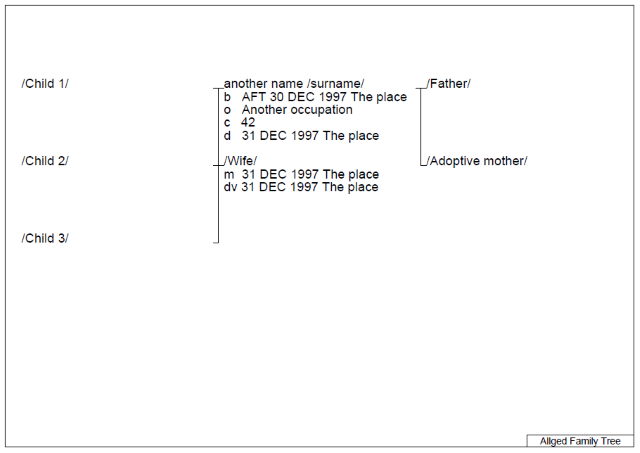 /Child 1/
another name /surname/
/Father/
b AFT 30 DEC 1997 The place
o Another occupation
c 42
d 31 DEC 1997 The place
/Child 2/
/Wife/
/Adoptive mother/
m 31 DEC 1997 The place
dv 31 DEC 1997 The place
/Child 3/
Allged Family Tree